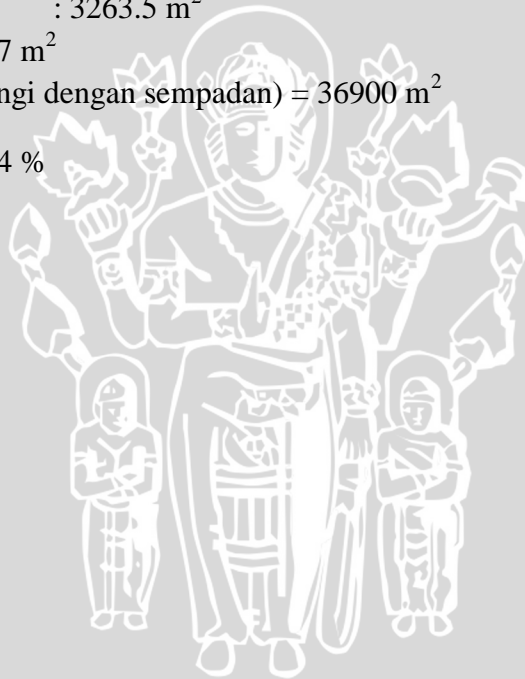 : 3263.5 m²
7 m²
ngi dengan sempadan) = 36900 m²
4 %